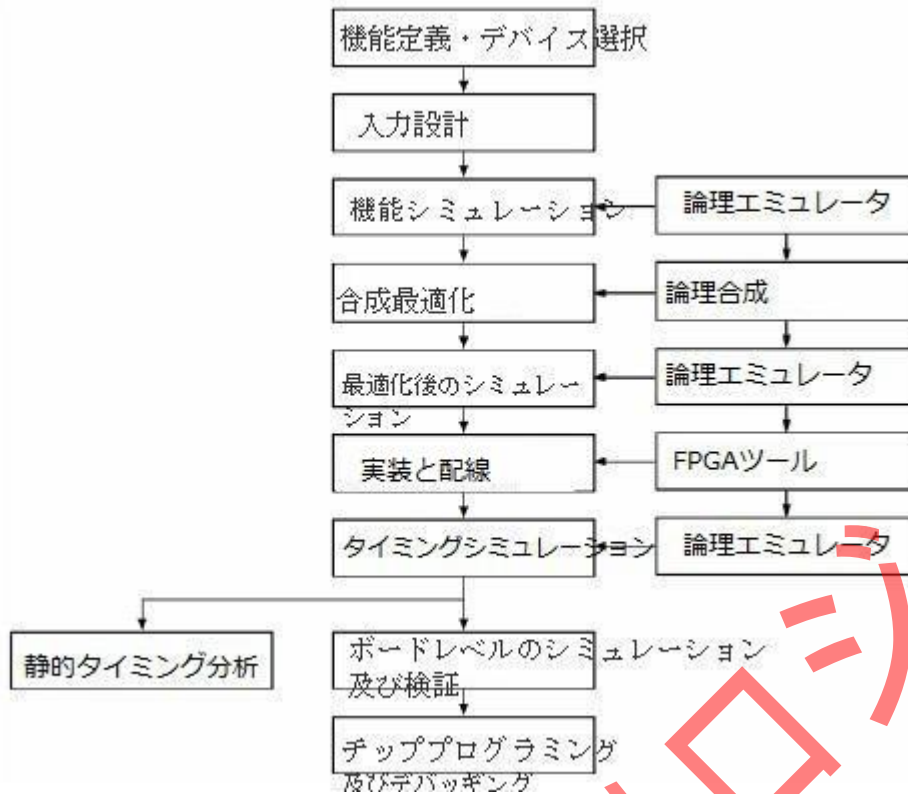 機能定義・デバイス選択
入力設計
機能シミュレーション
論理エミュレータ
合成最適化
論理合成
最適化後のシミュレー
ション
論理エミュレータ
実装と配線
FPGAツール
タイミングシミュレーション
論理エミュレータ
静的タイミング分析
ボードレベルのシミュレーション
及び検証
チッププログラミング
及びデバッギング
ロジ